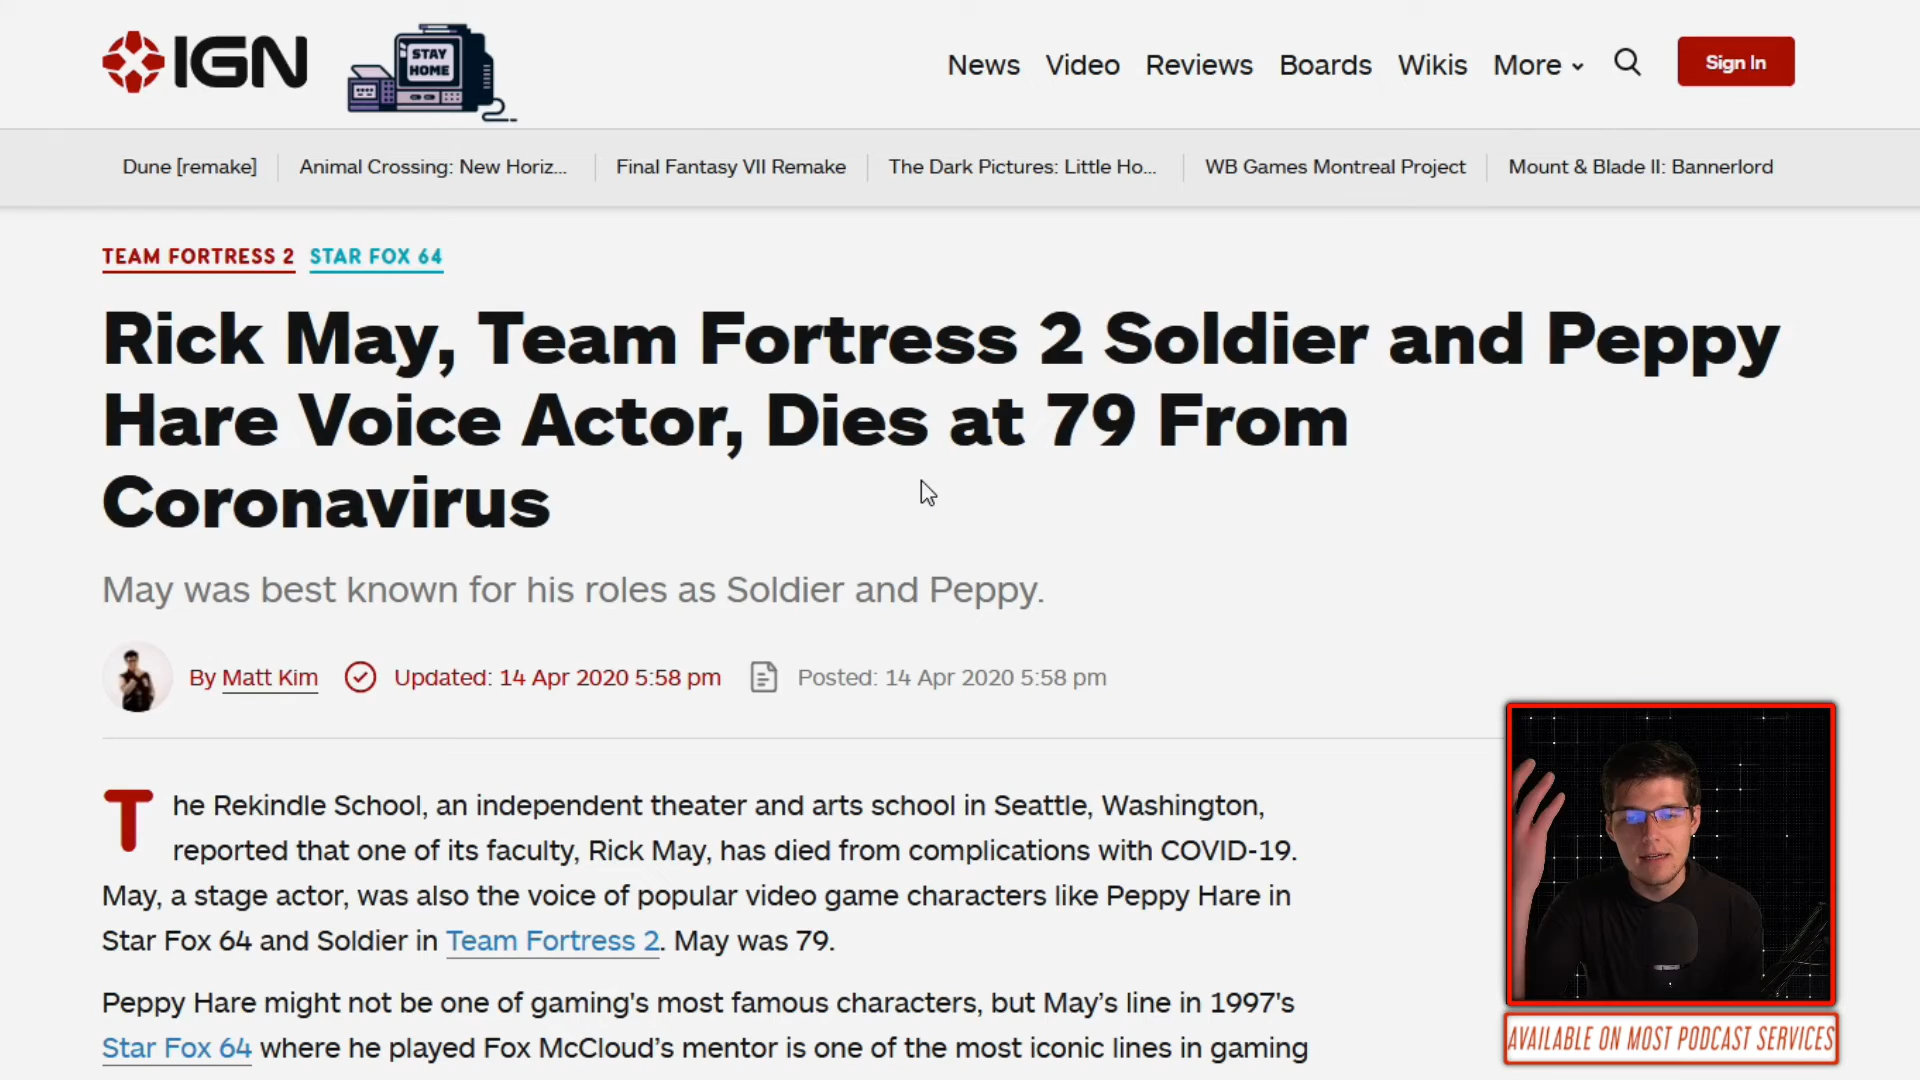 IGN
STAY
HOME
News Video Reviews Boards Wikis More
Sign In
Dune [remake] Animal Crossing: New Horiz... Final Fantasy VII Remake The Dark Pictures: Little Ho... WB Games Montreal Project Mount & Blade II: Bannerlord
TEAM FORTRESS 2 STAR FOX 64
Rick May, Team Fortress 2 Soldier and Peppy
Hare Voice Actor, Dies at 79 From
Coronavirus
May was best known for his roles as Soldier and Peppy.
By Matt Kim Updated: 14 Apr 2020 5:58 pm Posted: 14 Apr 2020 5:58 pm
The Rekindle School, an independent theater and arts school in Seattle, Washington,
reported that one of its faculty, Rick May, has died from complications with COVID-19.
May, a stage actor, was also the voice of popular video game characters like Peppy Hare in
Star Fox 64 and Soldier in Team Fortress 2. May was 79.
Peppy Hare might not be one of gaming's most famous characters, but May's line in 1997's
Star Fox 64 where he played Fox McCloud's mentor is one of the most iconic lines in gaming
AVAILABLE ON MOST PODCAST SERVICES